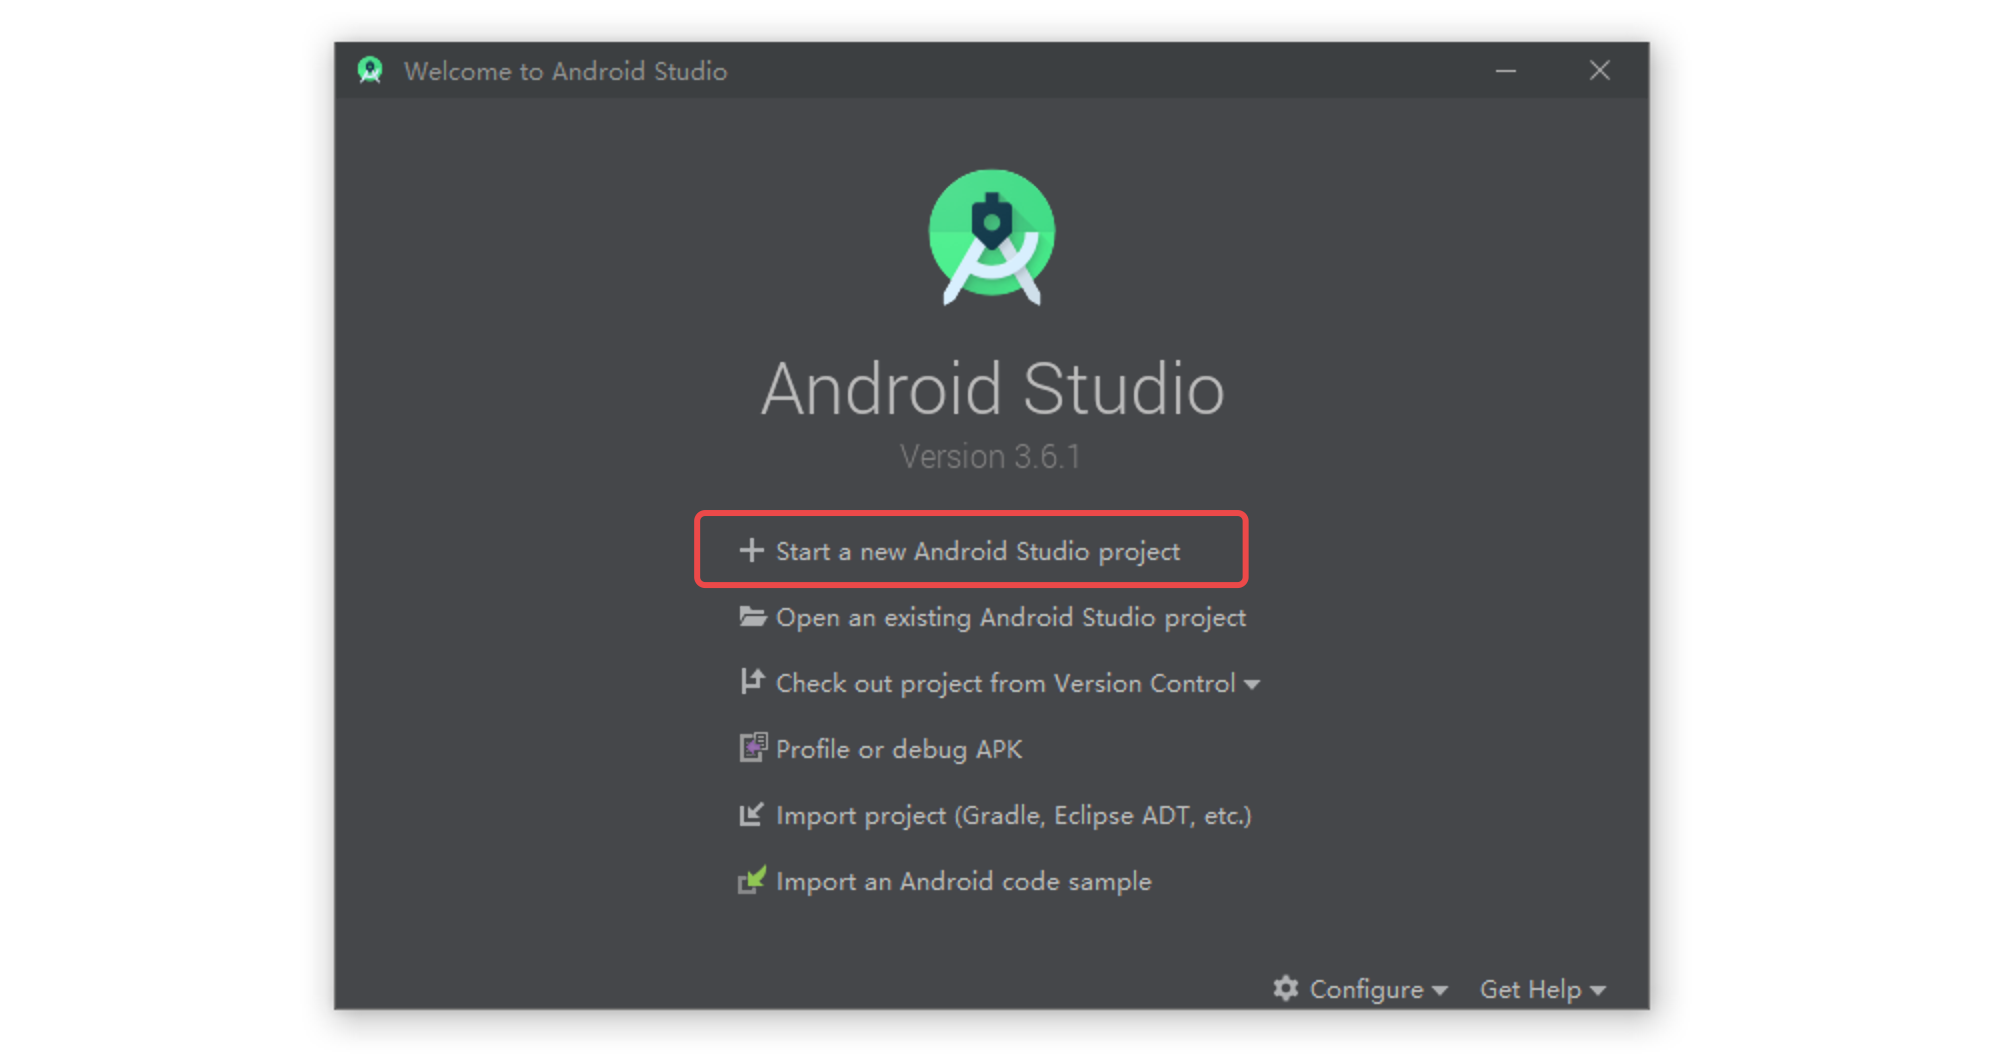 Welcome to Android Studio
Android Studio
Version 3.6.1
Start a new Android Studio project
Open an existing Android Studio project
Check out project from Version Control
Profile or debug APK
Import project (Gradle, Eclipse ADT, etc.)
Import an Android code sample
Configure Get Help